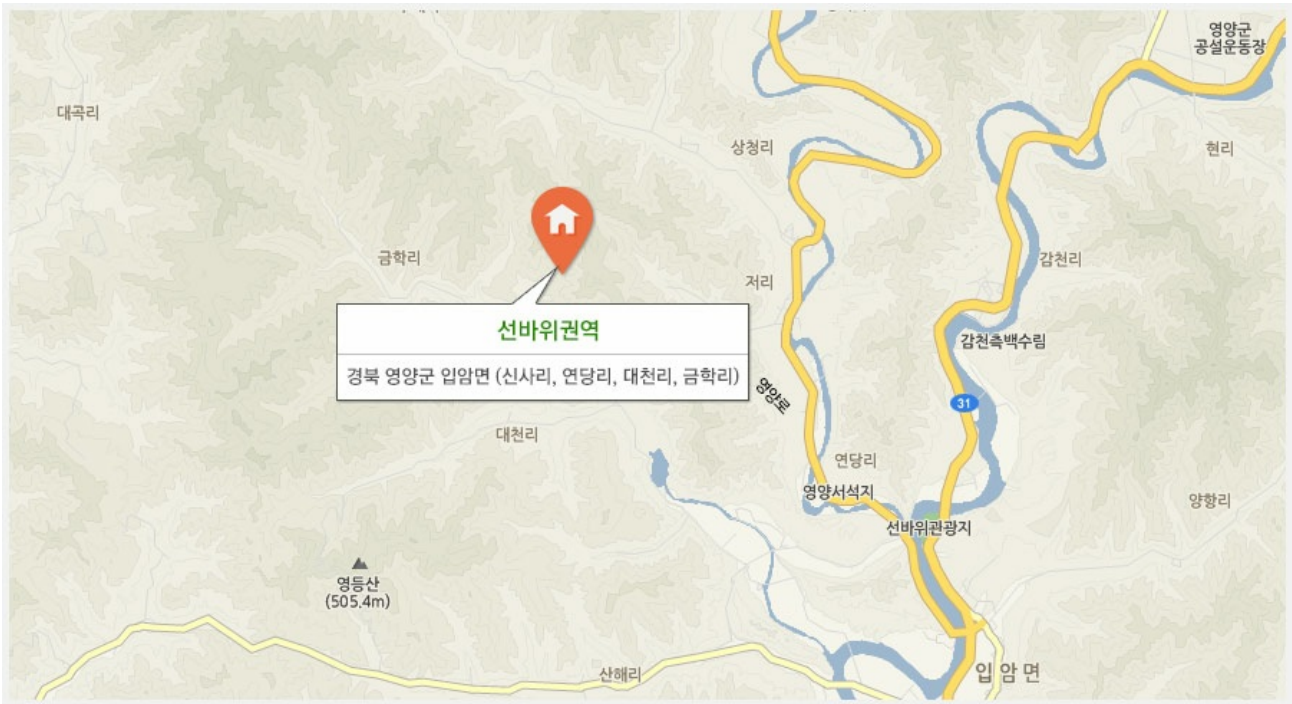 영양군
공설운동장
대곡리
상청리
현리
금학리
감천리
저리
선바위권역
경북 영양군 입암면 (신사리, 연당리, 대천리, 금학리)
감천측백수림
영양로
31
대천리
연당리
영양서석지
양항리
선바위관광지
영등산
(505.4m)
산해리
입암면